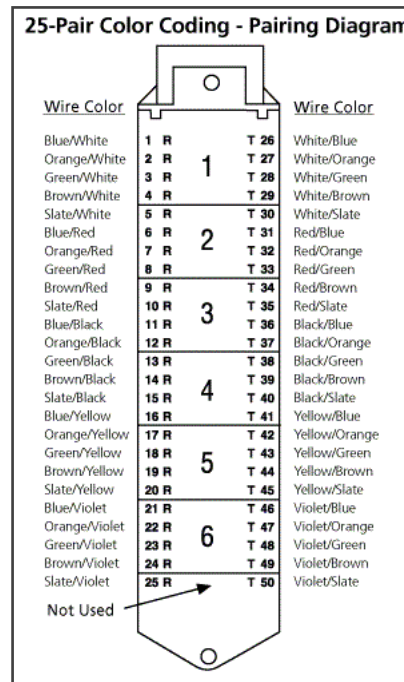 25-Pair Color Coding - Pairing Diagram
Wire Color Wire Color
Blue/White 1 R T 26 White/Blue
Orange/White 2 R T 27 White/Orange
1
Green/White 3 R T 28 White/Green
Brown/White 4 R T 29 White/Brown
Slate/White 5 R T 30 White/Slate
Blue/Red 6 R T 31 Red/Blue
2
Orange/Red 7 R T 32 Red/Orange
Green/Red 8 R T 33 Red/Green
Brown/Red 9 R T 34 Red/Brown
Slate/Red 10 R T 35 Red/Slate
3
Blue/Black 11 R T 36 Black/Blue
Orange/Black 12 R T 37 Black/Orange
Green/Black 13 R T 38 Black/Green
Brown/Black 14 R T 39 Black/Brown
4
Slate/Black 15 R T 40 Black/Slate
Blue/Yellow 16 R T 41 Yellow/Blue
Orange/Yellow 17 R T 42 Yellow/Orange
Green/Yellow 18 R T 43 Yellow/Green
5
Brown/Yellow 19 R T 44 Yellow/Brown
Slate/Yellow 20 R T 45 Yellow/Slate
Blue/Violet 21 R T 46 Violet/Blue
Orange/Violet 22 R T 47 Violet/Orange
6
Green/Violet 23 R T 48 Violet/Green
Brown/Violet 24 R T 49 Violet/Brown
Slate/Violet 25 R T 50 Violet/Slate
Not Used